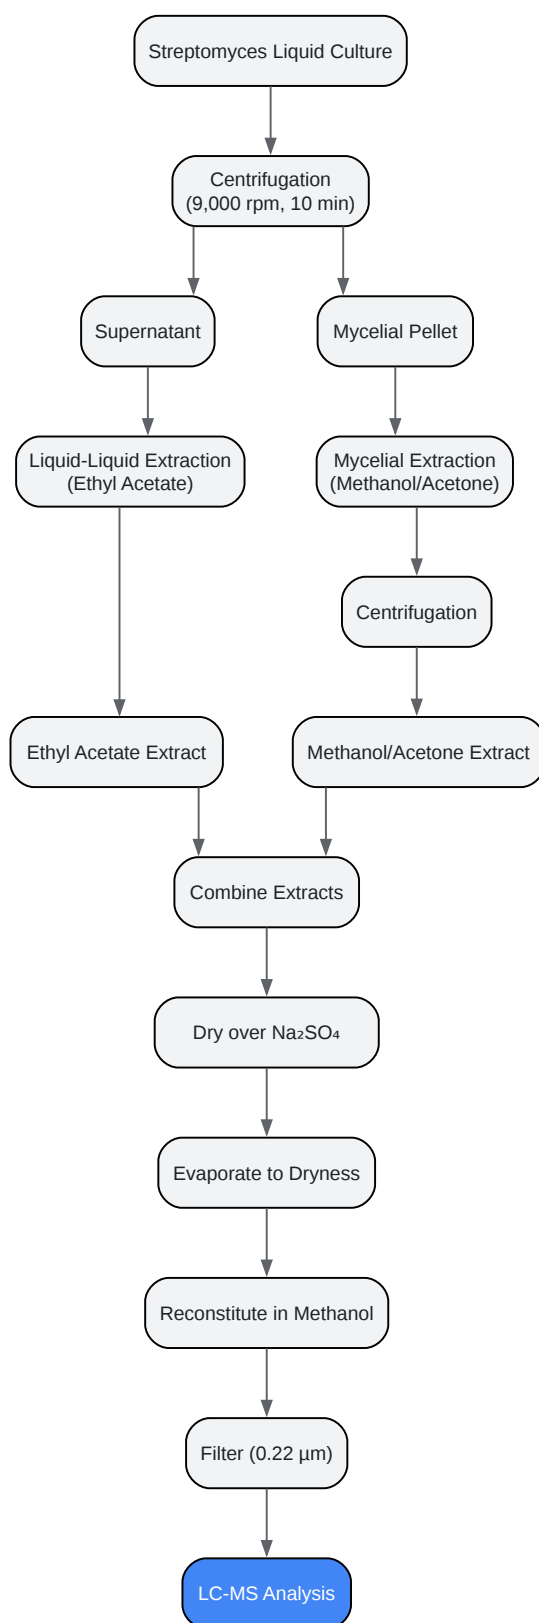 Streptomyces Liquid Culture
Centrifugation
(9,000 rpm, 10 min)
Supernatant
Mycelial Pellet
Liquid-Liquid Extraction
(Ethyl Acetate)
Mycelial Extraction
(Methanol/Acetone)
Centrifugation
Ethyl Acetate Extract
Methanol/Acetone Extract
Combine Extracts
Dry over Na₂SO₄
Evaporate to Dryness
Reconstitute in Methanol
Filter (0.22 µm)
LC-MS Analysis